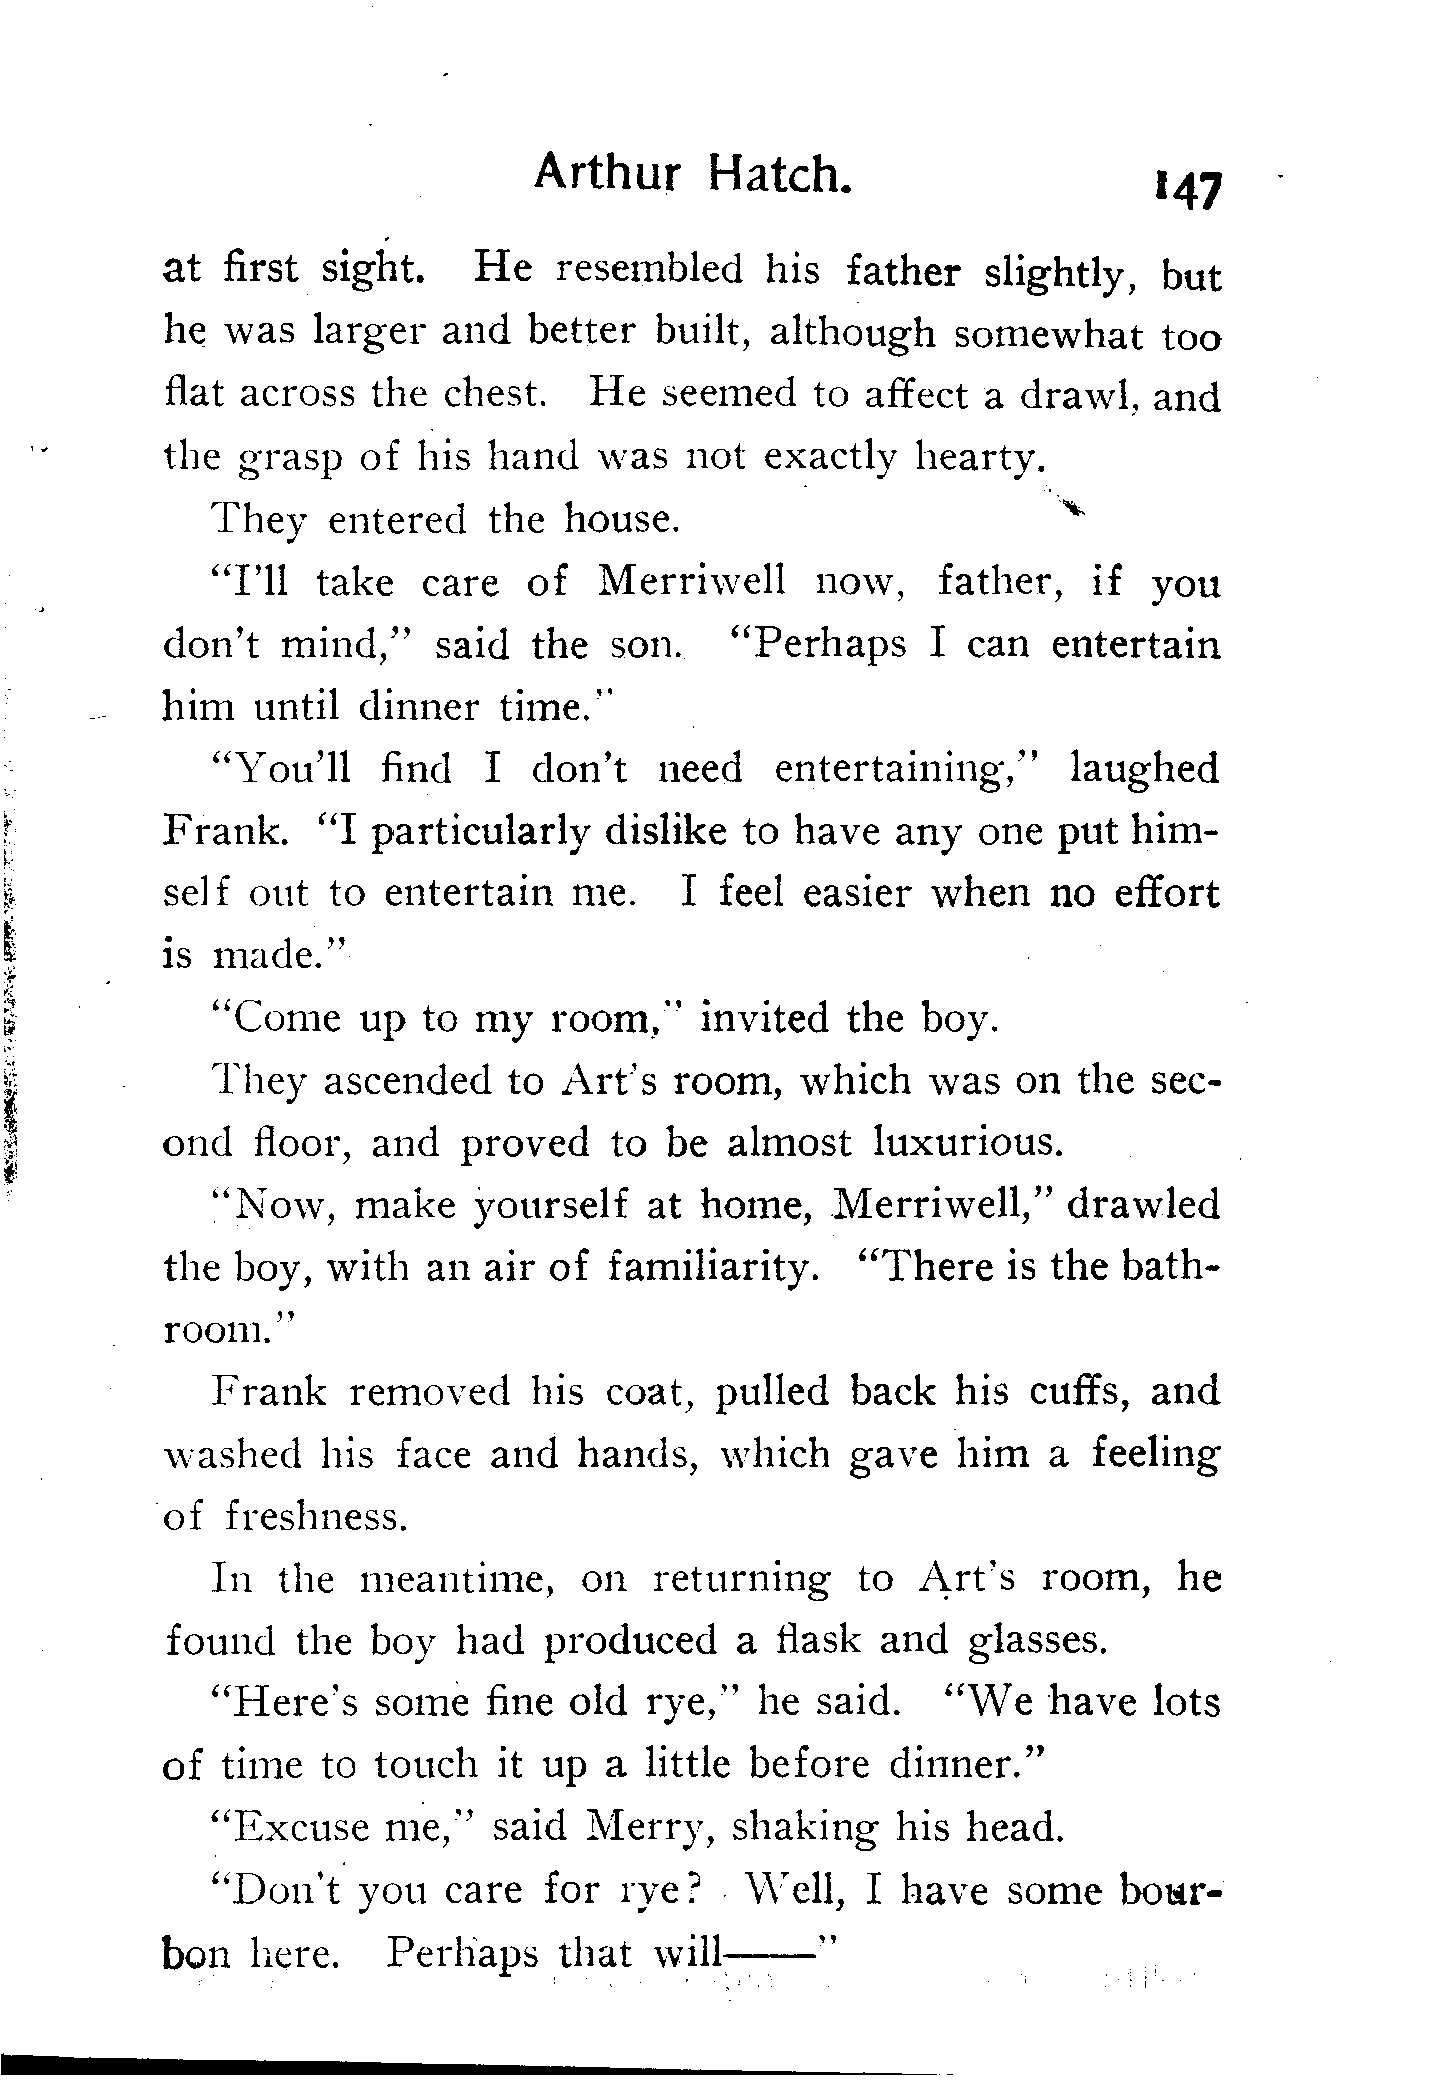 Arthur Hatch. 147
at first sight. He resembled his father slightly, but
he was larger and better built, although somewhat too
flat across the chest. He seemed to affect a drawl, and
the grasp of his hand was not exactly hearty.
They entered the house.
“I’ll take care of Merriwell now, father, if you
don’t mind,” said the son. “Perhaps I can entertain
him until dinner time.”
“You’ll find I don’t need entertaining,” laughed
Frank. “I particularly dislike to have any one put him-
self out to entertain me. I feel easier when no effort
is made.”
“Come up to my room,” invited the boy.
They ascended to Art’s room, which was on the sec-
ond floor, and proved to be almost luxurious.
“Now, make yourself at home, Merriwell,” drawled
the boy, with an air of familiarity. “There is the bath-
room.”
Frank removed his coat, pulled back his cuffs, and
washed his face and hands, which gave him a feeling
of freshness.
In the meantime, on returning to Art’s room, he
found the boy had produced a flask and glasses.
“Here’s some fine old rye,” he said. “We have lots
of time to touch it up a little before dinner.”
“Excuse me,” said Merry, shaking his head.
“Don’t you care for rye? Well, I have some bour-
bon here. Perhaps that will——”